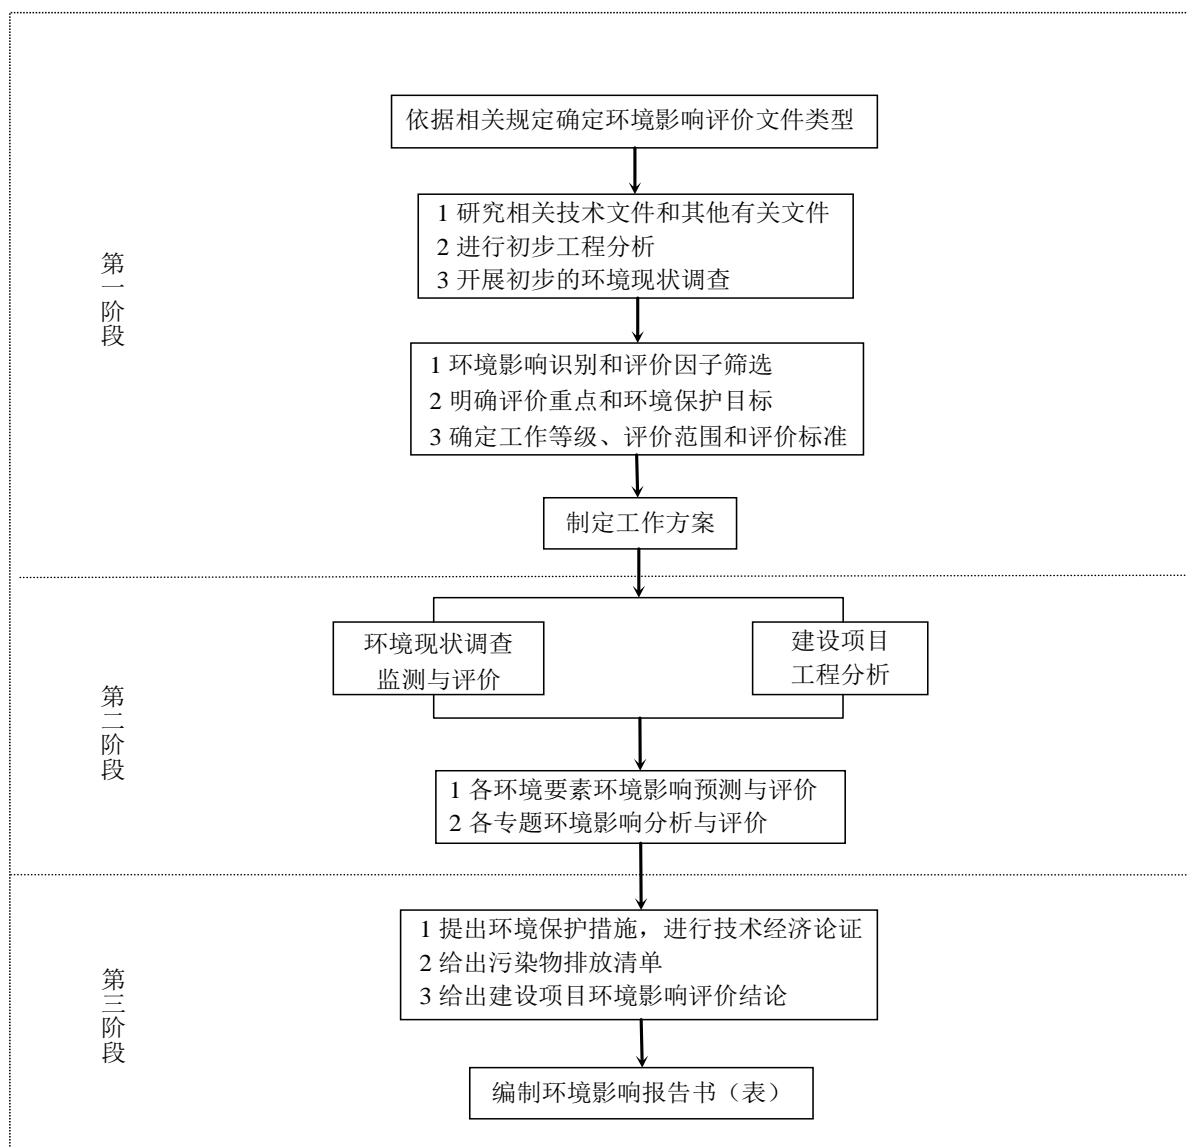 依据相关规定确定环境影响评价文件类型
1 研究相关技术文件和其他有关文件
2 进行初步工程分析
3 开展初步的环境现状调查
第一阶段
1 环境影响识别和评价因子筛选
2 明确评价重点和环境保护目标
3 确定工作等级、评价范围和评价标准
制定工作方案
环境现状调查
监测与评价
建设项目
工程分析
第二阶段
1 各环境要素环境影响预测与评价
2 各专题环境影响分析与评价
1 提出环境保护措施，进行技术经济论证
2 给出污染物排放清单
3 给出建设项目环境影响评价结论
第三阶段
编制环境影响报告书（表）